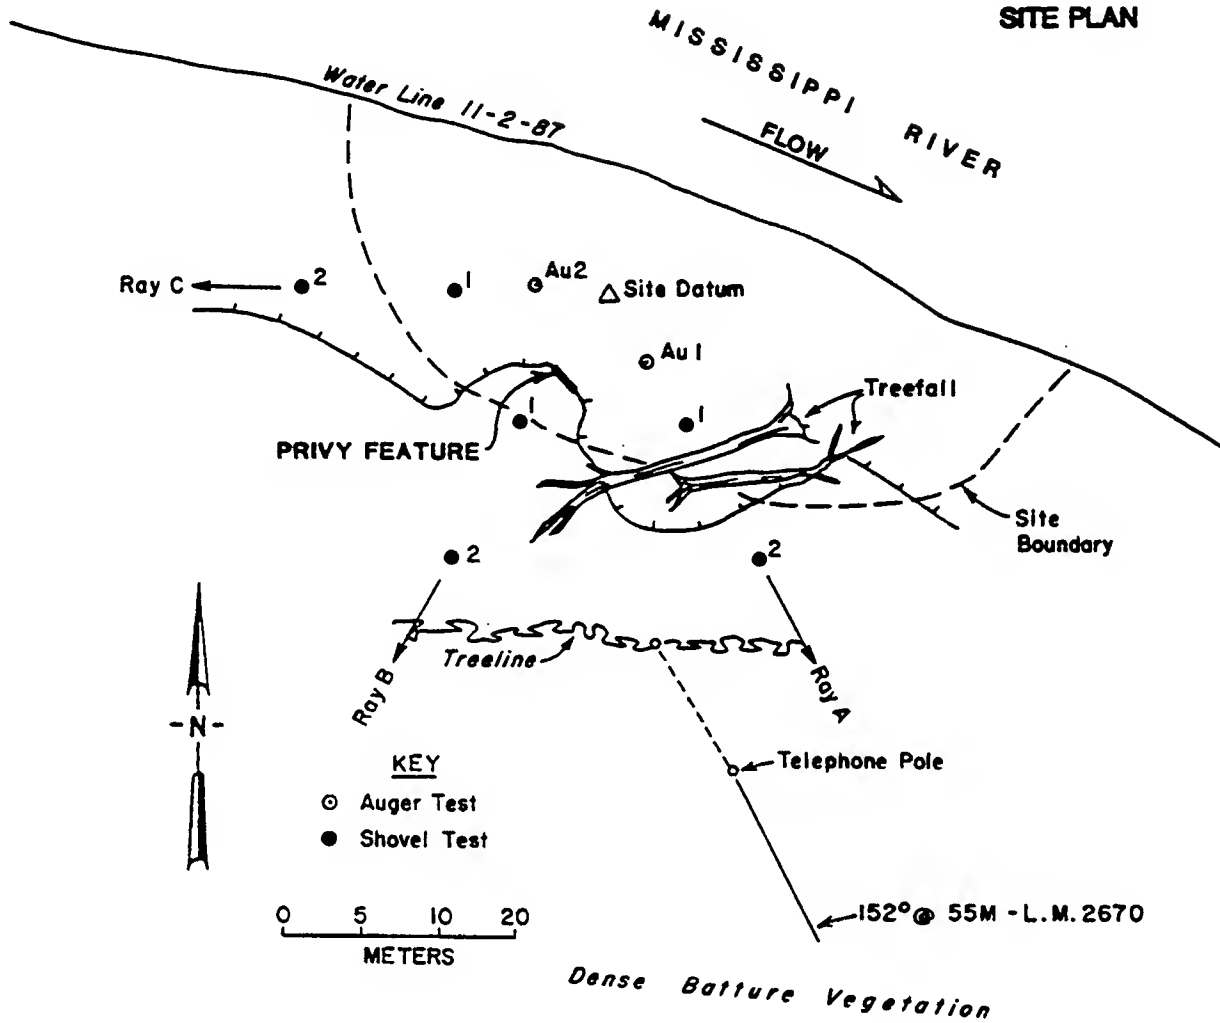 SITE PLAN
MISSISSIPPI RIVER
Water Line 11-2-87
FLOW
Ray C
2
1
Au2
Site Datum
Au1
Treefall
1
1
PRIVY FEATURE
Site
Boundary
2
2
Treeline
Ray B
Ray A
-N-
KEY
Telephone Pole
Auger Test
Shovel Test
0 5 10 20
METERS
152° @ 55M - L.M. 2670
Dense Batture Vegetation